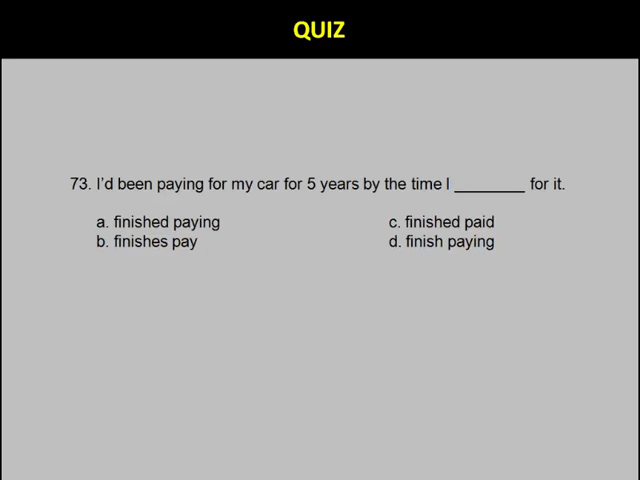 QUIZ
73. I’d been paying for my car for 5 years by the time I ________ for it.
a. finished paying c. finished paid
b. finishes pay d. finish paying